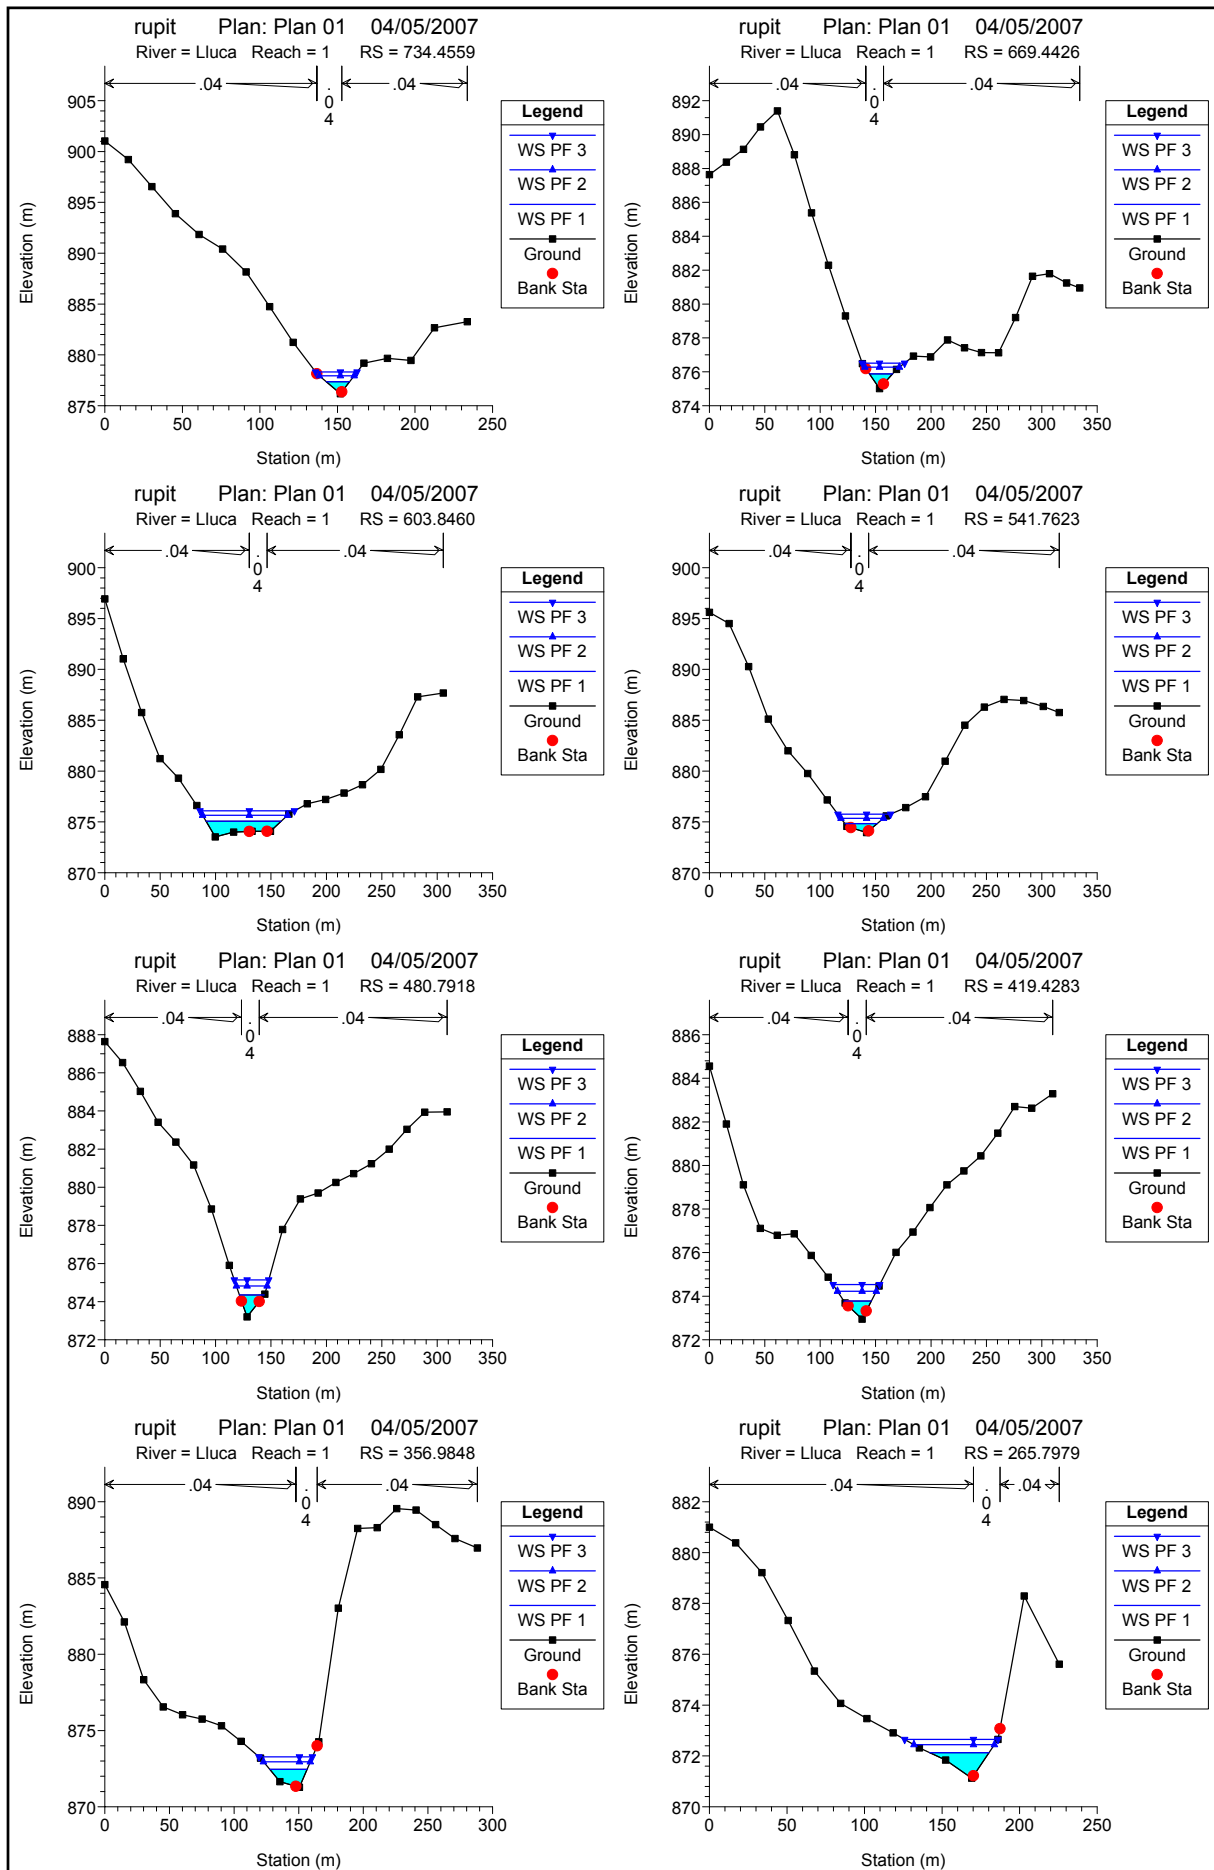 rupit Plan: Plan 01 04/05/2007
River = Lluca Reach = 1 RS = 734.4559
.04 .04 .04
Legend
WS PF 3
WS PF 2
WS PF 1
Ground
Bank Sta
Elevation (m)
905
900
895
890
885
880
875
0 50 100 150 200 250
Station (m)
rupit Plan: Plan 01 04/05/2007
River = Lluca Reach = 1 RS = 669.4426
.04 .04 .04
Legend
WS PF 3
WS PF 2
WS PF 1
Ground
Bank Sta
Elevation (m)
892
890
888
886
884
882
880
878
876
874
0 50 100 150 200 250 300 350
Station (m)
rupit Plan: Plan 01 04/05/2007
River = Lluca Reach = 1 RS = 603.8460
.04 .04 .04
Legend
WS PF 3
WS PF 2
WS PF 1
Ground
Bank Sta
Elevation (m)
900
895
890
885
880
875
870
0 50 100 150 200 250 300 350
Station (m)
rupit Plan: Plan 01 04/05/2007
River = Lluca Reach = 1 RS = 541.7623
.04 .04 .04
Legend
WS PF 3
WS PF 2
WS PF 1
Ground
Bank Sta
Elevation (m)
900
895
890
885
880
875
870
0 50 100 150 200 250 300 350
Station (m)
rupit Plan: Plan 01 04/05/2007
River = Lluca Reach = 1 RS = 480.7918
.04 .04 .04
Legend
WS PF 3
WS PF 2
WS PF 1
Ground
Bank Sta
Elevation (m)
888
886
884
882
880
878
876
874
872
0 50 100 150 200 250 300 350
Station (m)
rupit Plan: Plan 01 04/05/2007
River = Lluca Reach = 1 RS = 419.4283
.04 .04 .04
Legend
WS PF 3
WS PF 2
WS PF 1
Ground
Bank Sta
Elevation (m)
886
884
882
880
878
876
874
872
0 50 100 150 200 250 300 350
Station (m)
rupit Plan: Plan 01 04/05/2007
River = Lluca Reach = 1 RS = 356.9848
.04 .04 .04
Legend
WS PF 3
WS PF 2
WS PF 1
Ground
Bank Sta
Elevation (m)
890
885
880
875
870
0 50 100 150 200 250 300
Station (m)
rupit Plan: Plan 01 04/05/2007
River = Lluca Reach = 1 RS = 265.7979
.04 .04 .04
Legend
WS PF 3
WS PF 2
WS PF 1
Ground
Bank Sta
Elevation (m)
882
880
878
876
874
872
870
0 50 100 150 200 250
Station (m)